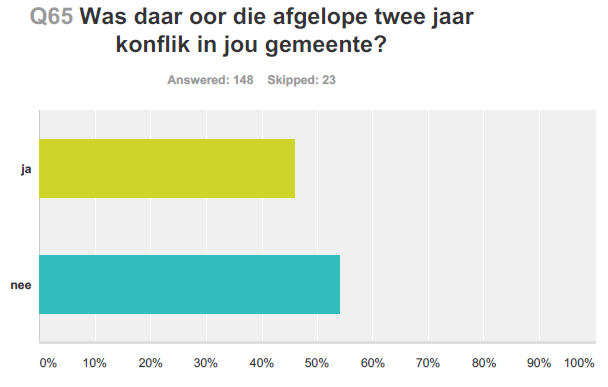 Q65 Was daar oor die afgelope twee jaar
konflik in jou gemeente?
Answered: 148 Skipped: 23
ja
nee
0% 10% 20% 30% 40% 50% 60% 70% 80% 90% 100%